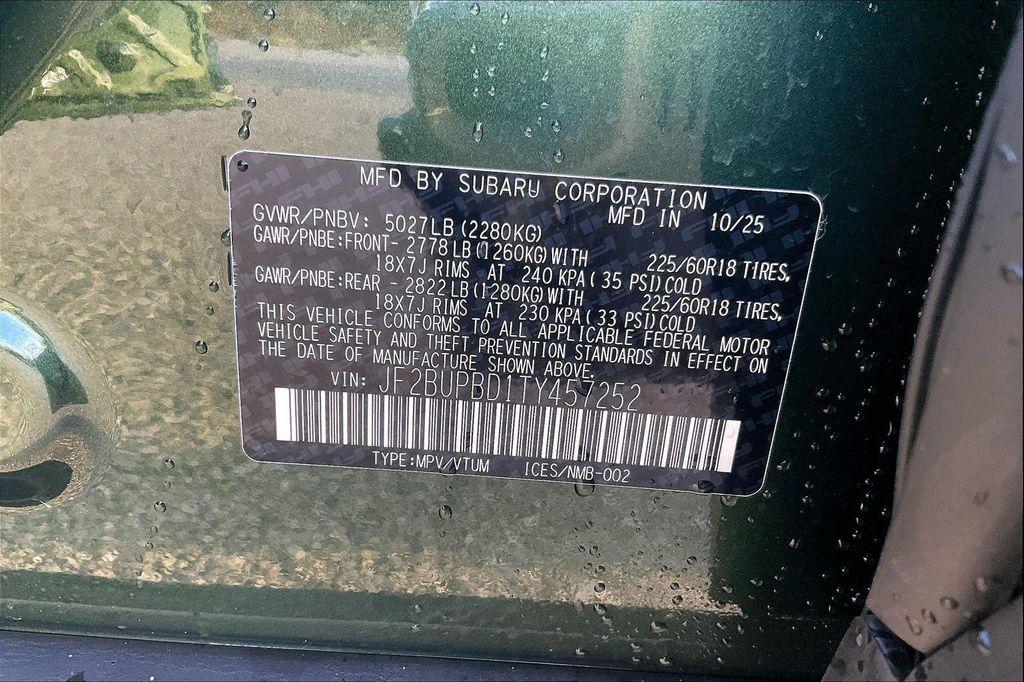 MFD BY SUBARU CORPORATION
MFD IN 10/25
GVWR/PNBV: 5027LB (2280KG)
GAWR/PNBE:FRONT- 2778 LB (1260KG) WITH 225/60R18 TIRES,
18X7J RIMS AT 240 KPA ( 35 PSI) COLD
GAWR/PNBE:REAR - 2822 LB (1280KG) WITH 225/60R18 TIRES,
18X7J RIMS AT 230 KPA ( 33 PSI) COLD
THIS VEHICLE CONFORMS TO ALL APPLICABLE FEDERAL MOTOR
VEHICLE SAFETY AND THEFT PREVENTION STANDARDS IN EFFECT ON
THE DATE OF MANUFACTURE SHOWN ABOVE.
VIN: JF2BUPBD1TY457252
TYPE:MPV/VTUM ICES/NMB-002